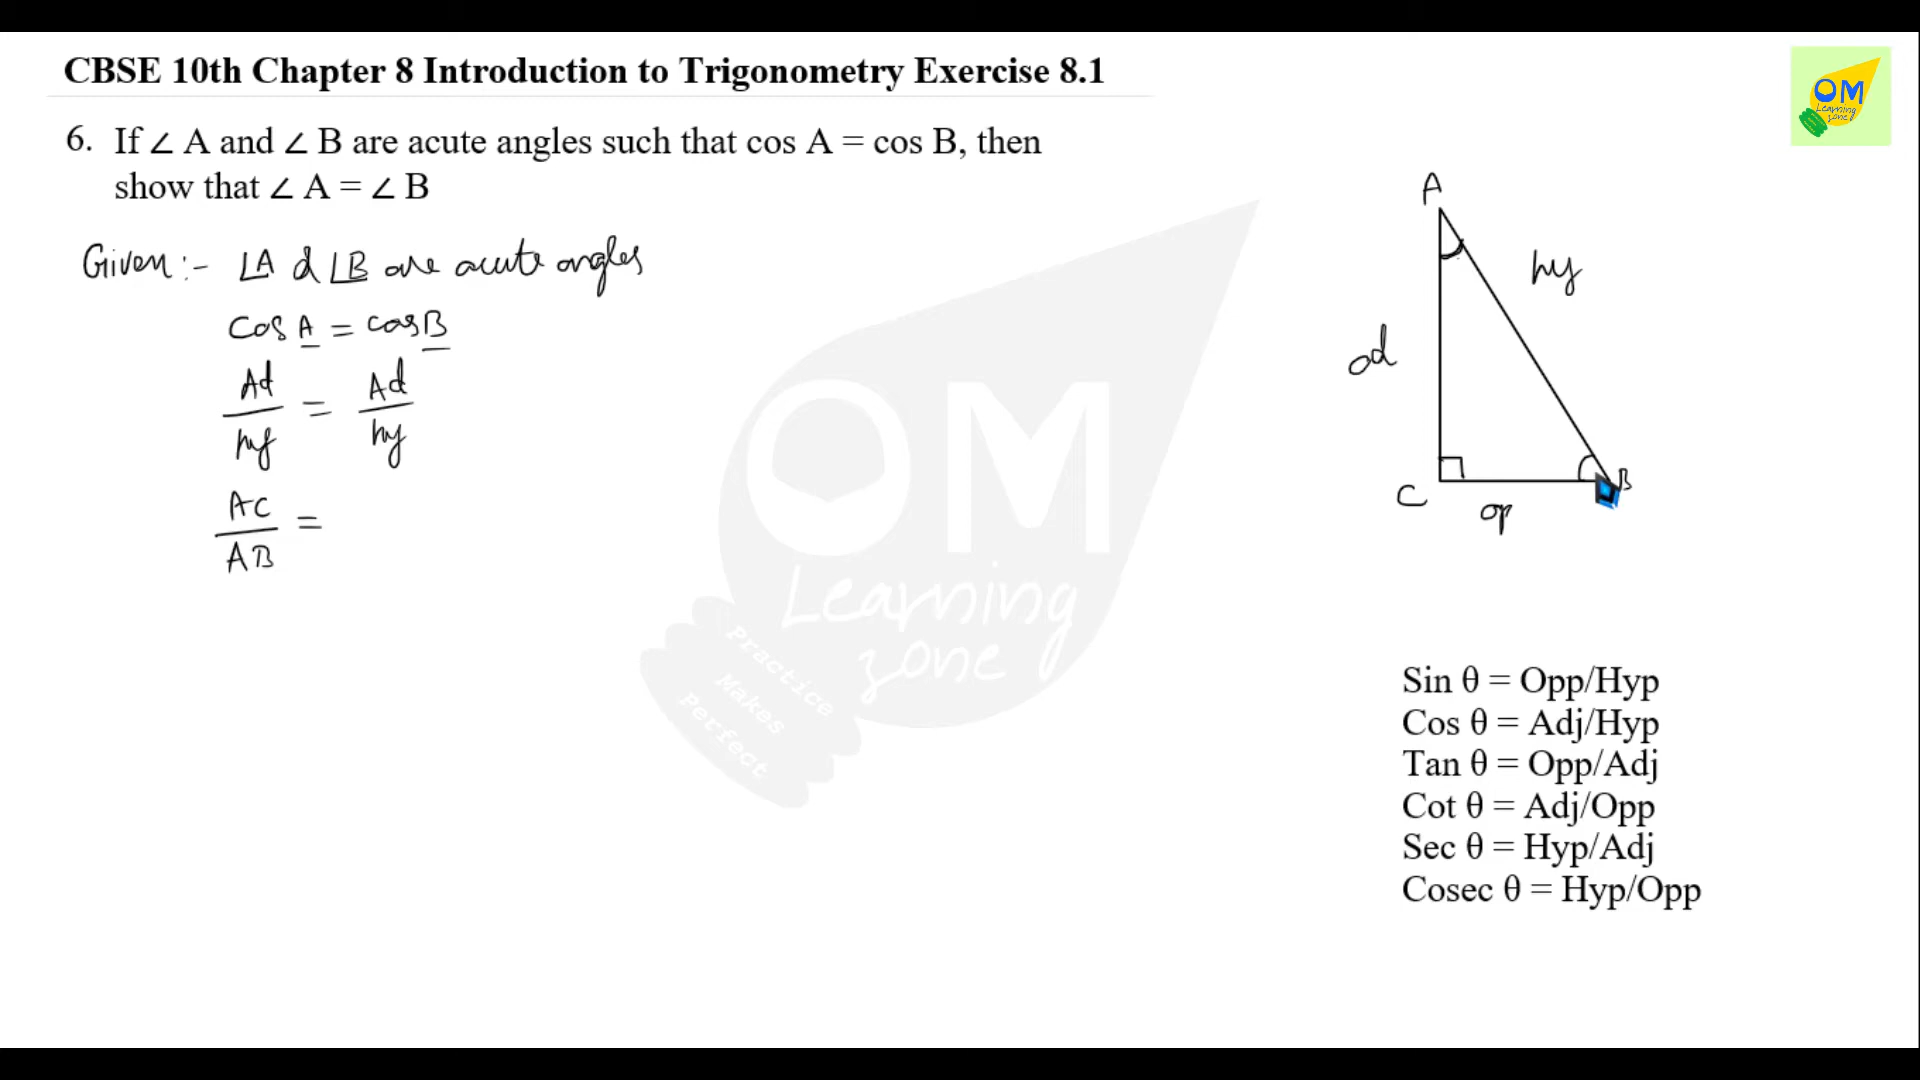 CBSE 10th Chapter 8 Introduction to Trigonometry Exercise 8.1
OM
Learning
zone
6. If ∠ A and ∠ B are acute angles such that cos A = cos B, then
show that ∠ A = ∠ B
Given :- ∠A & ∠B are acute angles
Cos A = Cos B
Ad/hy = Ad/hy
AC/AB =
A
hy
ad
C
B
op
OM
Learning
zone
Practice
Makes
Perfect
Sin θ = Opp/Hyp
Cos θ = Adj/Hyp
Tan θ = Opp/Adj
Cot θ = Adj/Opp
Sec θ = Hyp/Adj
Cosec θ = Hyp/Opp